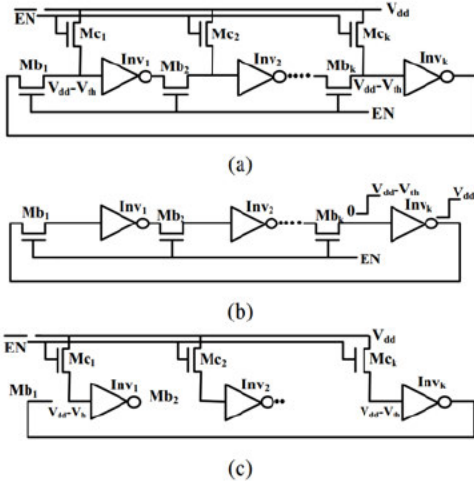 EN Vdd
Mc1 Mc2 Mck
Mb1 Inv1 Mb2 Inv2 Mbk Invk
Vdd-Vth Vdd-Vth
EN
(a)
Mb1 Inv1 Mb2 Inv2 Mbk 0 Vdd-Vth Invk Vdd
EN
(b)
EN Vdd
Mc1 Mc2 Mck
Mb1 Inv1 Mb2 Inv2 Invk
Vdd-Vth Vdd-Vth
(c)